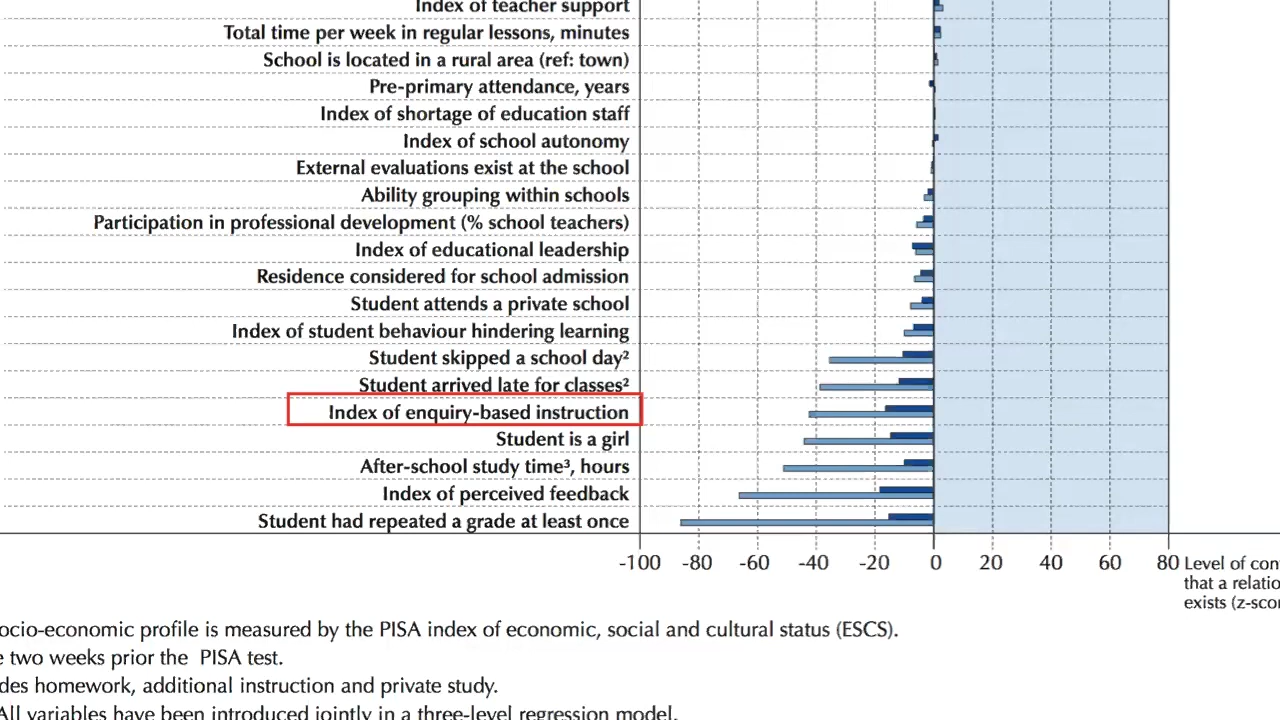 Index of teacher support
Total time per week in regular lessons, minutes
School is located in a rural area (ref: town)
Pre-primary attendance, years
Index of shortage of education staff
Index of school autonomy
External evaluations exist at the school
Ability grouping within schools
Participation in professional development (% school teachers)
Index of educational leadership
Residence considered for school admission
Student attends a private school
Index of student behaviour hindering learning
Student skipped a school day²
Student arrived late for classes²
Index of enquiry-based instruction
Student is a girl
After-school study time³, hours
Index of perceived feedback
Student had repeated a grade at least once
-100 -80 -60 -40 -20 0 20 40 60 80
Level of con
that a relatio
exists (z-scor
ocio-economic profile is measured by the PISA index of economic, social and cultural status (ESCS).
e two weeks prior the PISA test.
des homework, additional instruction and private study.
All variables have been introduced jointly in a three-level regression model.